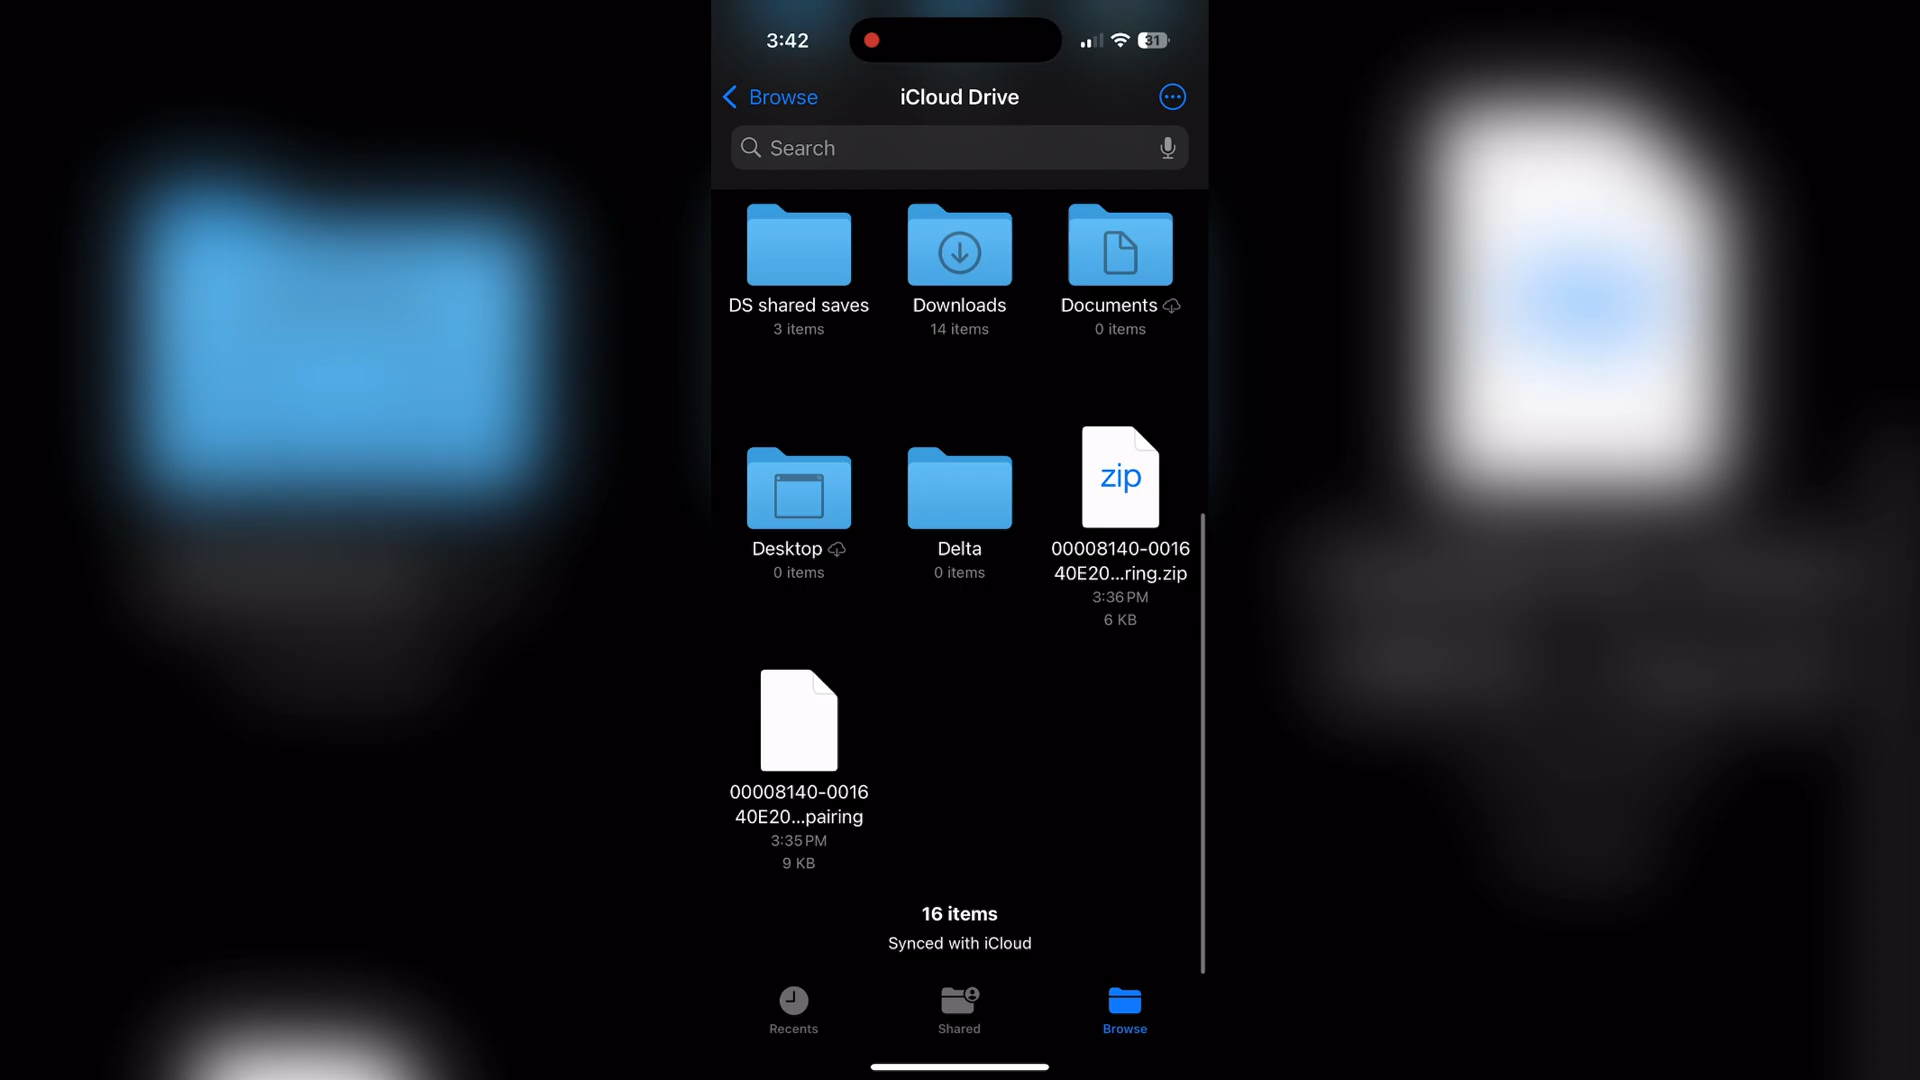 3:42
31
Browse
iCloud Drive
Search
DS shared saves
3 items
Downloads
14 items
Documents
0 items
Desktop
0 items
Delta
0 items
zip
00008140-0016
40E20...ring.zip
3:36 PM
6 KB
00008140-0016
40E20...pairing
3:35 PM
9 KB
16 items
Synced with iCloud
Recents
Shared
Browse